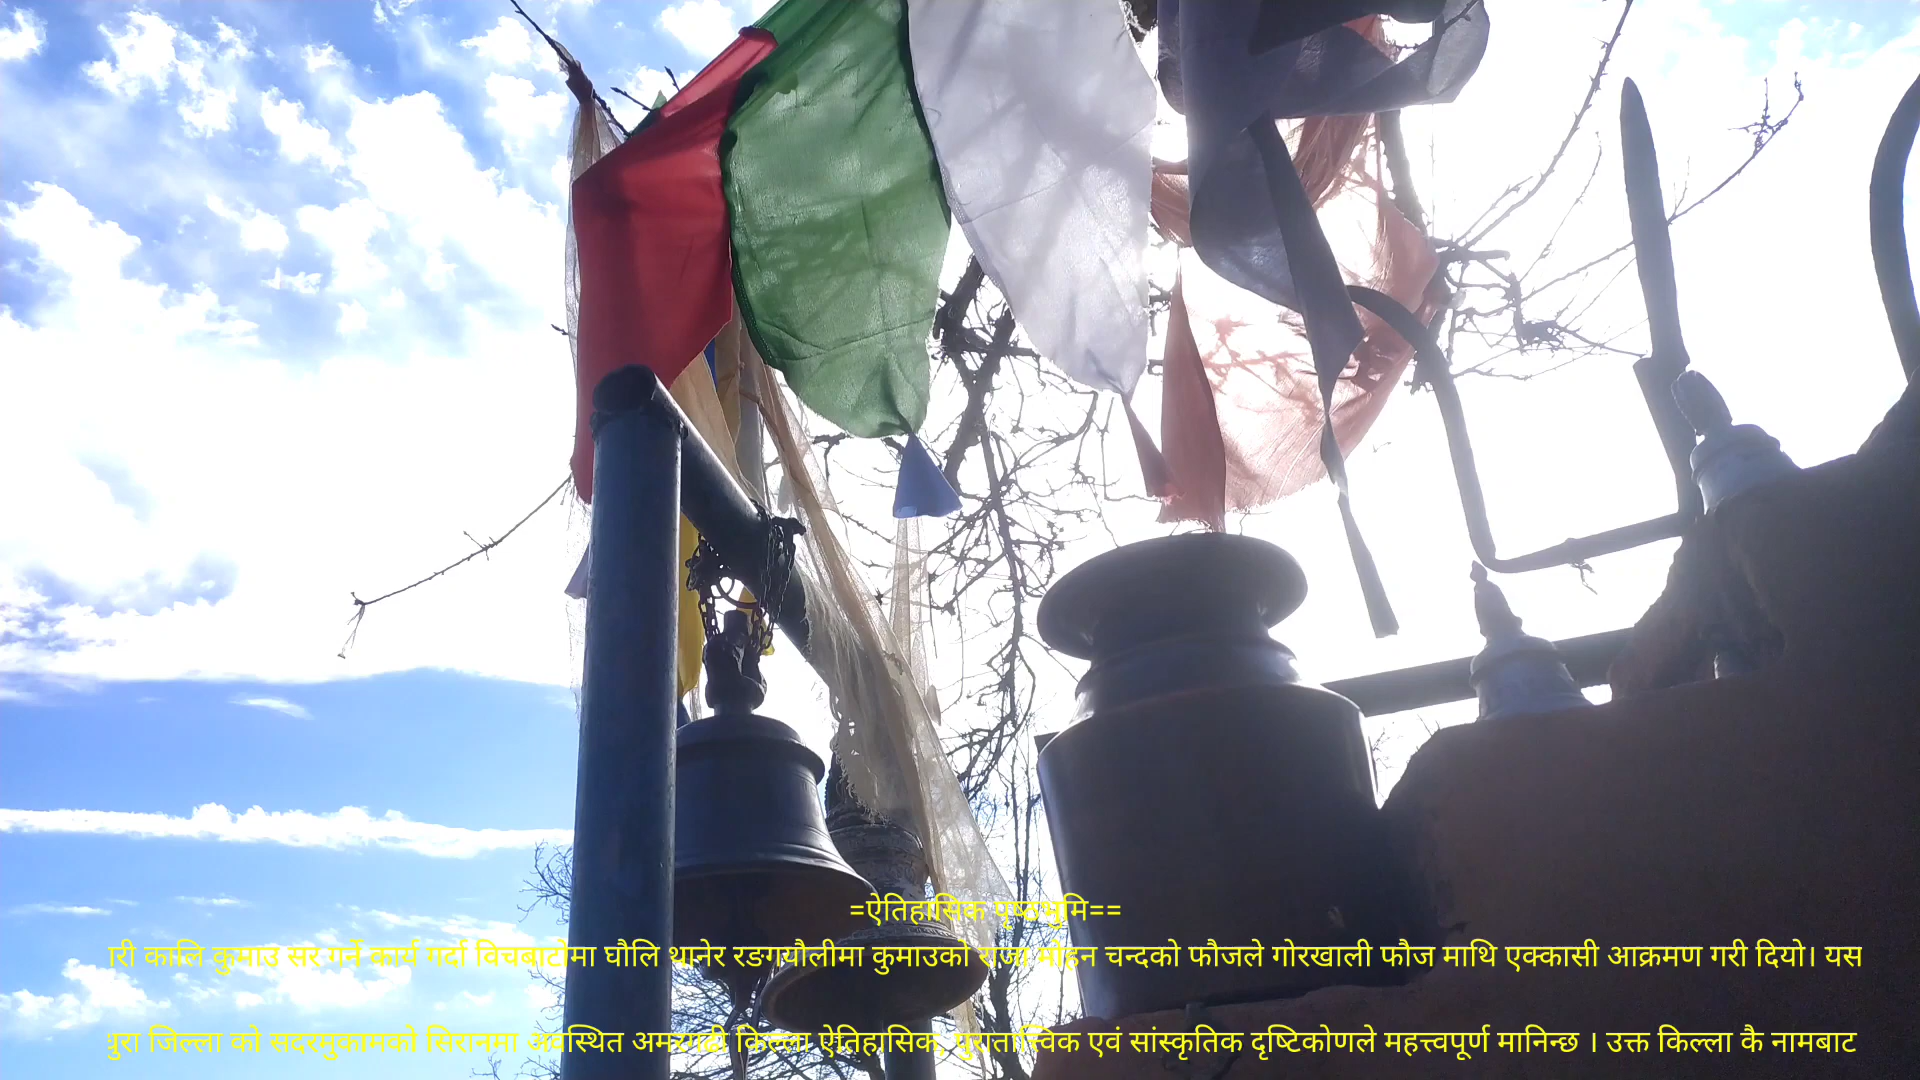 =ऐतिहासिक पृष्ठभुमि==
री कालि कुमाउ सर गर्ने कार्य गर्दा विचबाटोमा घौलि थानेर रङगयौलीमा कुमाउको राजा मोहन चन्दको फौजले गोरखाली फौज माथि एक्कासी आक्रमण गरी दियो। यस
धुरा जिल्ला को सदरमुकामको सिरानमा अवस्थित अमरगढी किल्ला ऐतिहासिक, पुरातात्त्विक एवं सांस्कृतिक दृष्टिकोणले महत्त्वपूर्ण मानिन्छ । उक्त किल्ला कै नामबाट